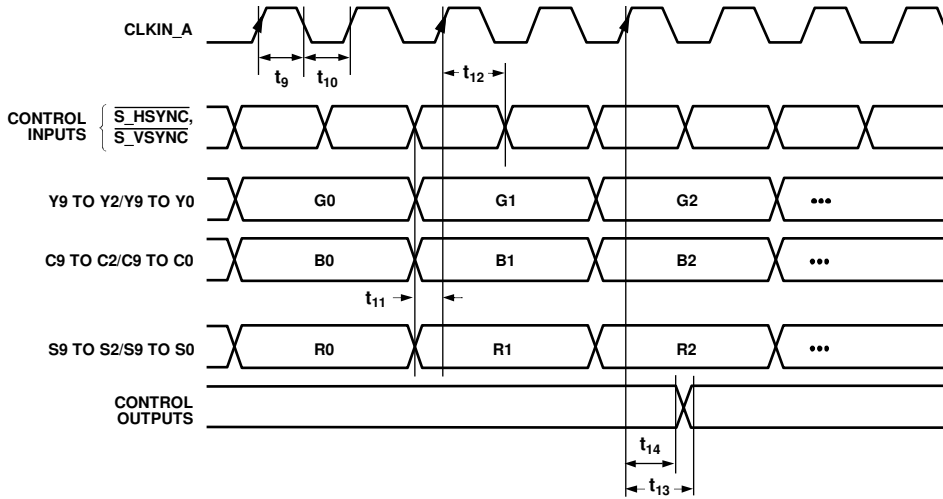 CLKIN_A
t9
t10
t12
CONTROL INPUTS
S_HSYNC,
S_VSYNC
Y9 TO Y2/Y9 TO Y0
G0
G1
G2
•••
C9 TO C2/C9 TO C0
B0
B1
B2
•••
t11
S9 TO S2/S9 TO S0
R0
R1
R2
•••
CONTROL OUTPUTS
t14
t13